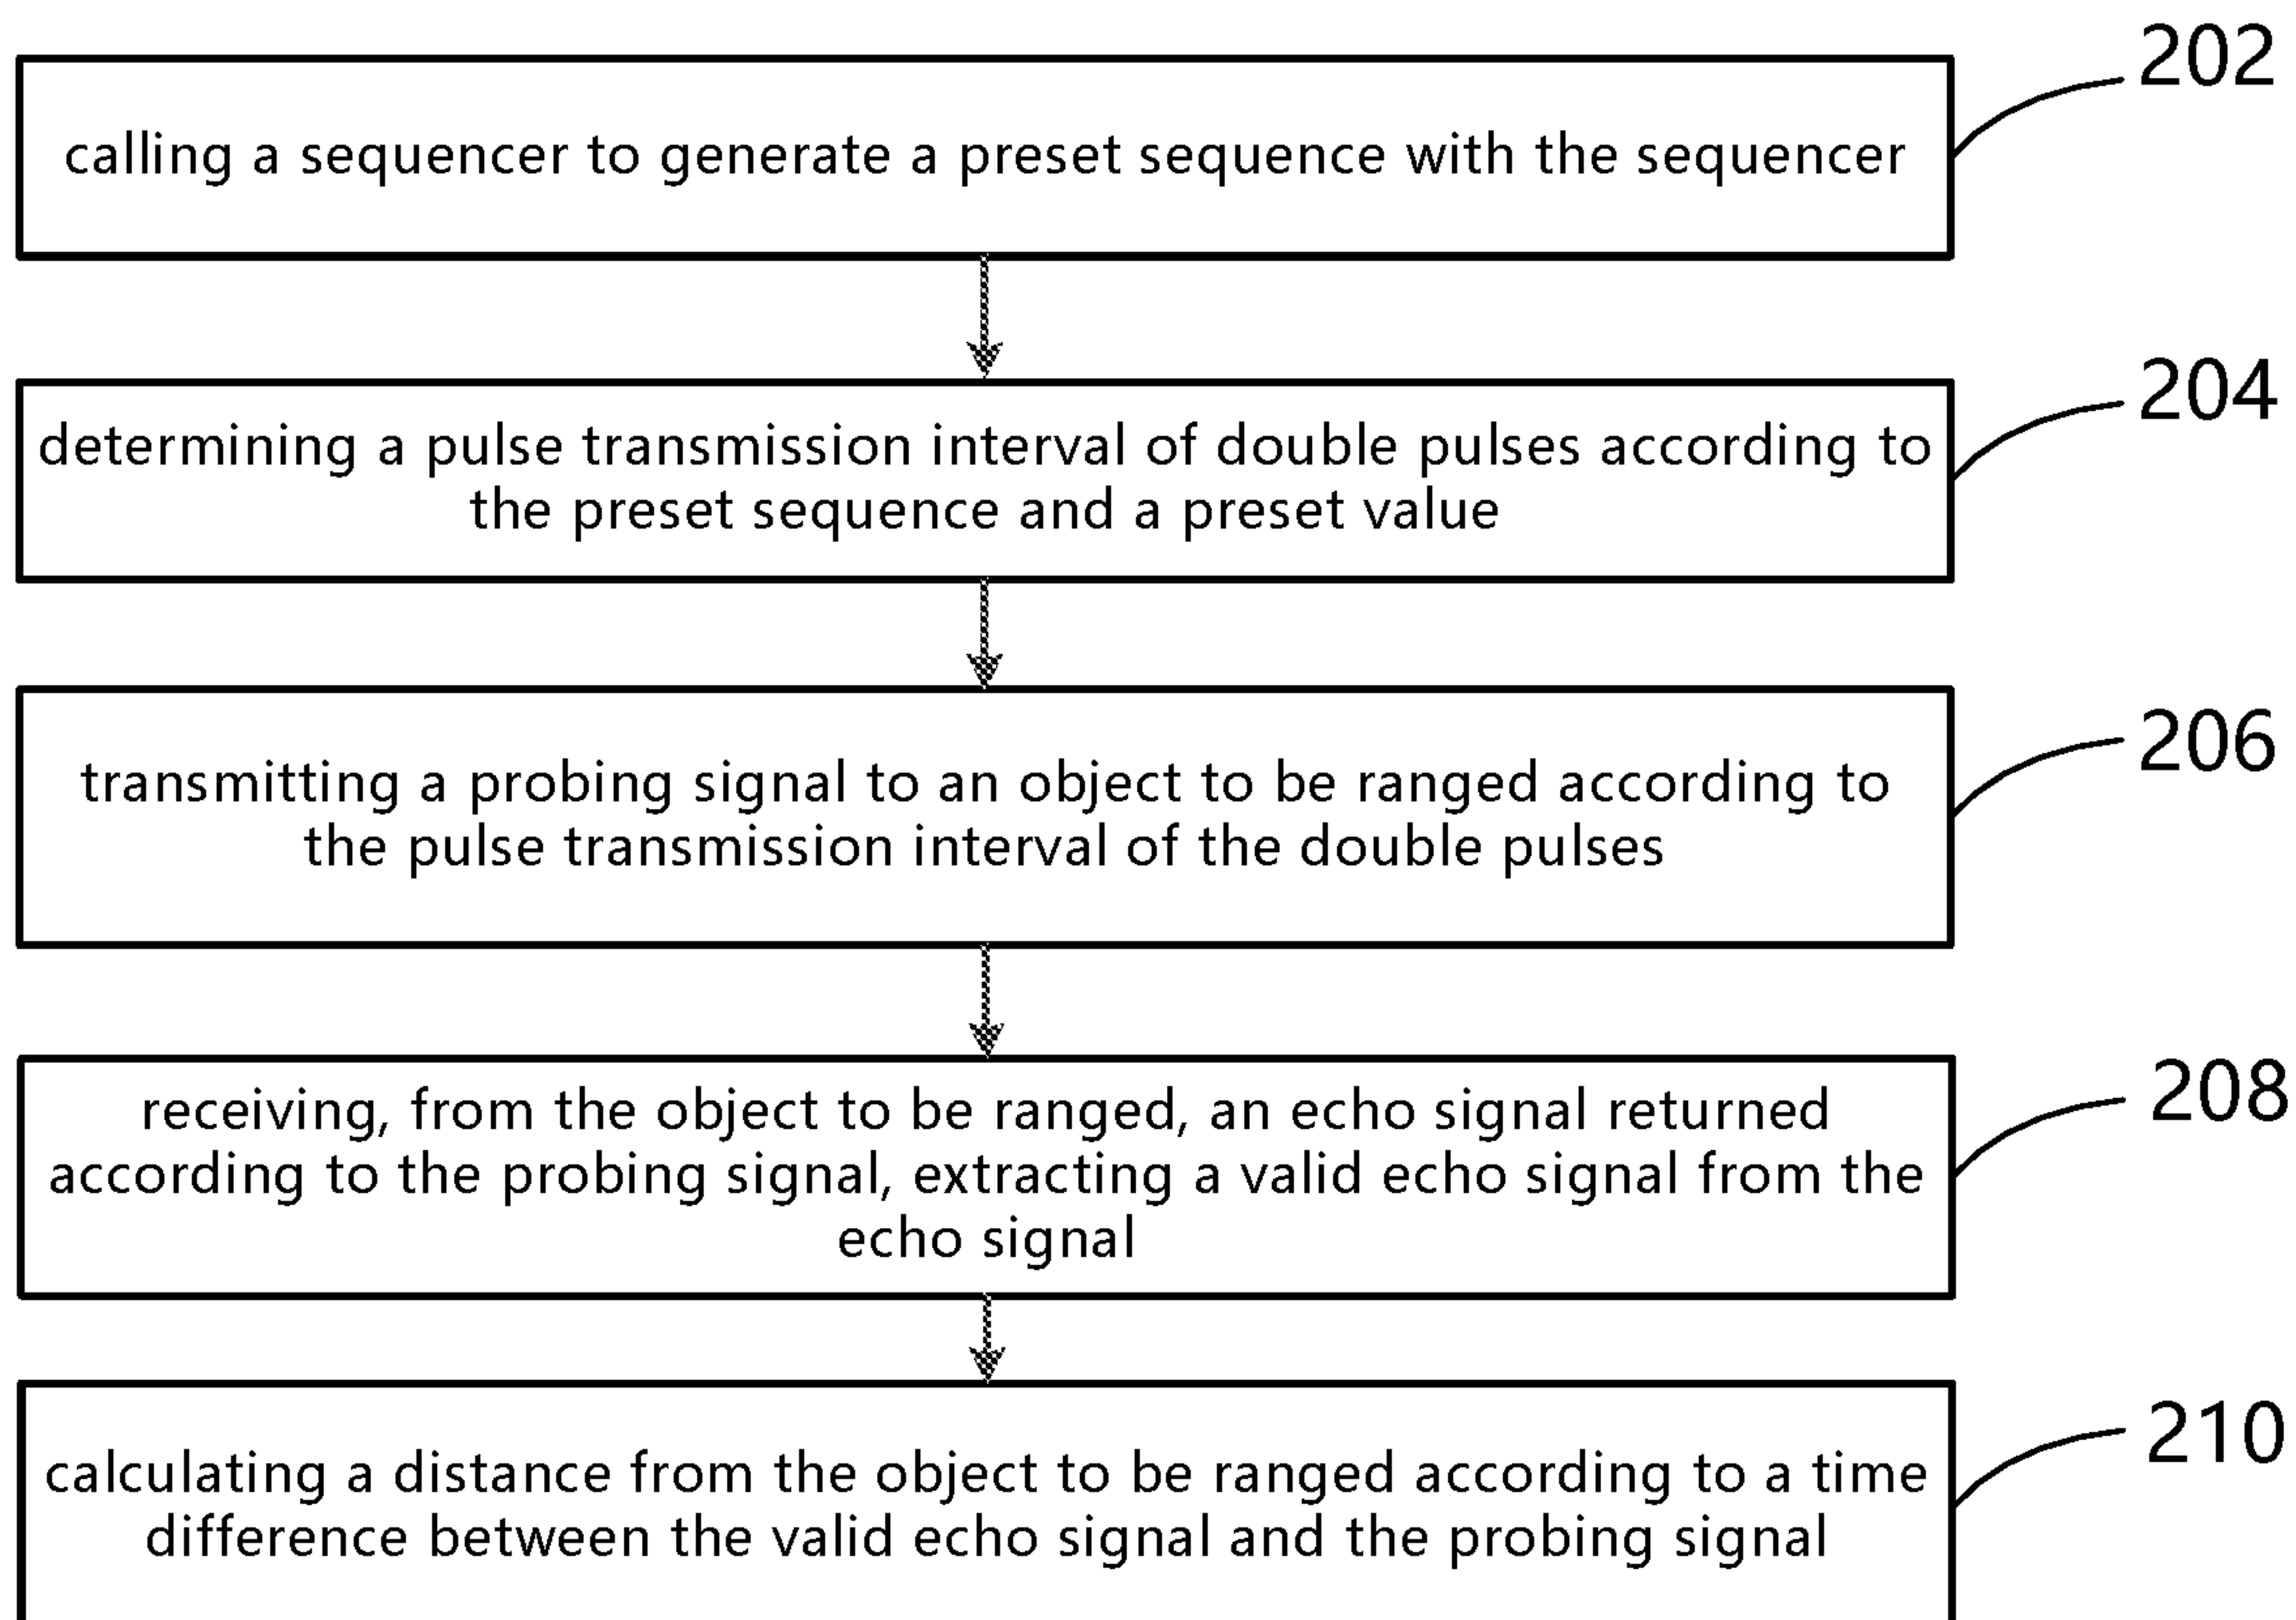 202
calling a sequencer to generate a preset sequence with the sequencer
204
determining a pulse transmission interval of double pulses according to
the preset sequence and a preset value
206
transmitting a probing signal to an object to be ranged according to
the pulse transmission interval of the double pulses
208
receiving, from the object to be ranged, an echo signal returned
according to the probing signal, extracting a valid echo signal from the
echo signal
210
calculating a distance from the object to be ranged according to a time
difference between the valid echo signal and the probing signal